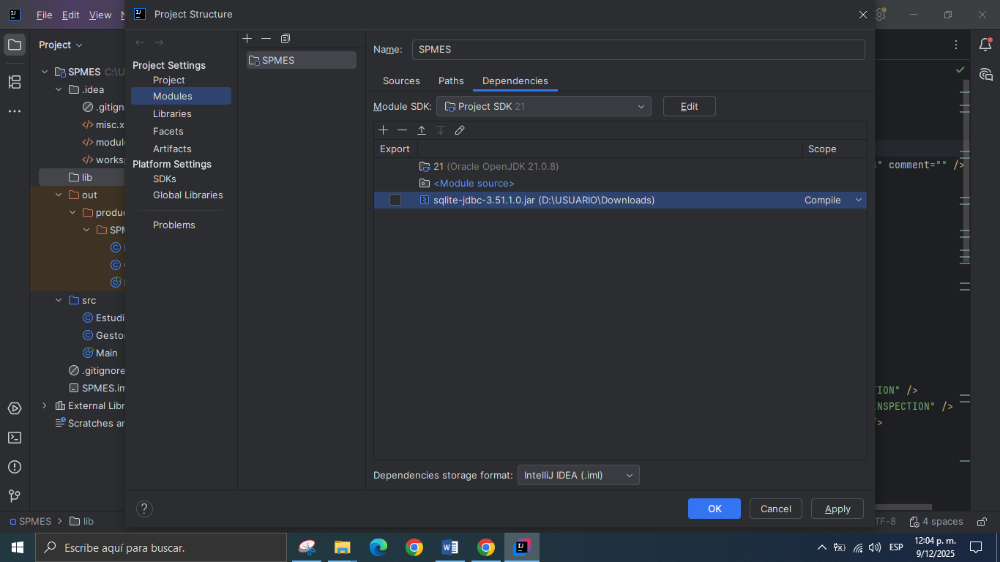 File Edit View N
Project Structure
Project
SPMES C:\U
.idea
.gitign
misc.x
modul
works
lib
out
produc
SPM
src
Estudi
Gestor
Main
.gitignore
SPMES.im
External Libr
Scratches an
Project Settings
Project
Modules
Libraries
Facets
Artifacts
Platform Settings
SDKs
Global Libraries
Problems
SPMES
Name: SPMES
Sources Paths Dependencies
Module SDK: Project SDK 21 Edit
Export Scope
21 (Oracle OpenJDK 21.0.8)
<Module source>
sqlite-jdbc-3.51.1.0.jar (D:\USUARIO\Downloads) Compile
Dependencies storage format: IntelliJ IDEA (.iml)
? OK Cancel Apply
" comment="" />
TION" />
INSPECTION" />
/>
SPMES > lib TF-8 4 spaces
Escribe aquí para buscar. ESP 12:04 p. m.
9/12/2025